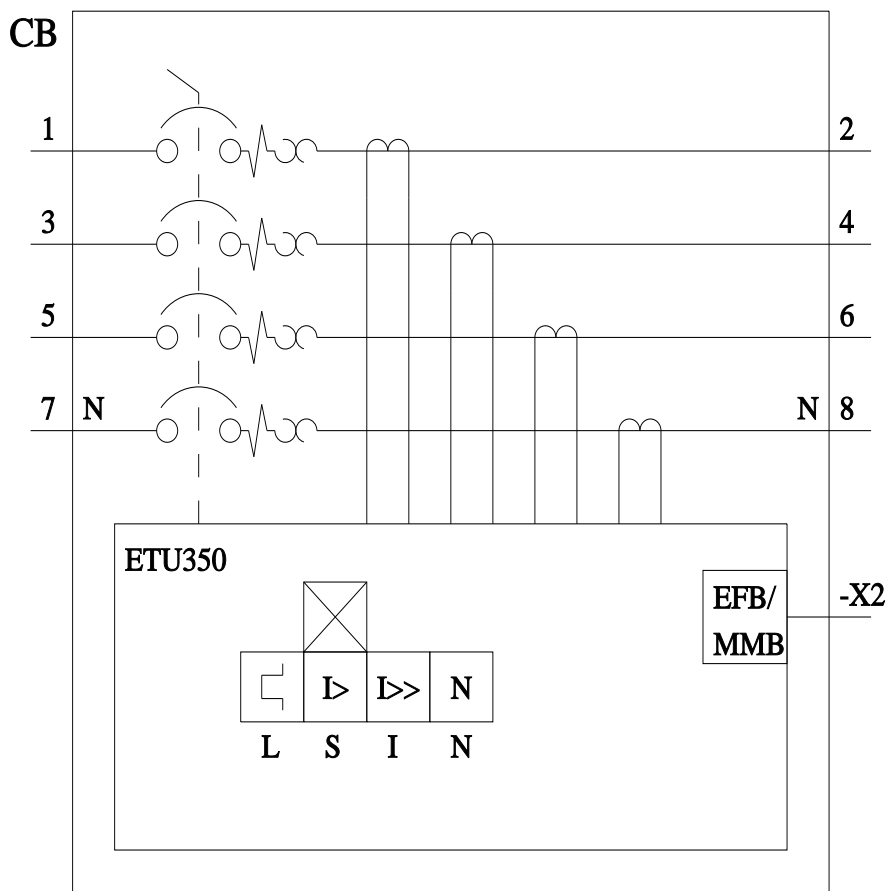 CB
1 2
3 4
5 6
7 N N 8
ETU350
EFB/
MMB
-X2
I> I>> N
L S I N